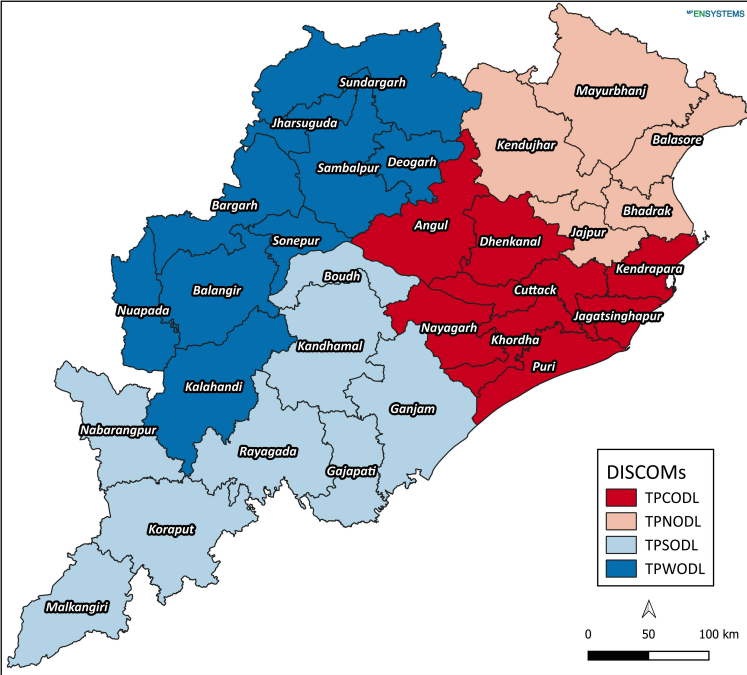 MP ENSYSTEMS
Sundargarh
Mayurbhanj
Jharsuguda
Balasore
Kendujhar
Deogarh
Sambalpur
Bargarh
Bhadrak
Angul
Jajpur
Sonepur
Dhenkanal
Kendrapara
Boudh
Balangir
Cuttack
Nuapada
Jagatsinghapur
Nayagarh
Khordha
Kandhamal
Puri
Kalahandi
Ganjam
Nabarangpur
Rayagada
Gajapati
Koraput
Malkangiri
DISCOMs
TPCODL
TPNODL
TPSODL
TPWODL
0 50 100 km